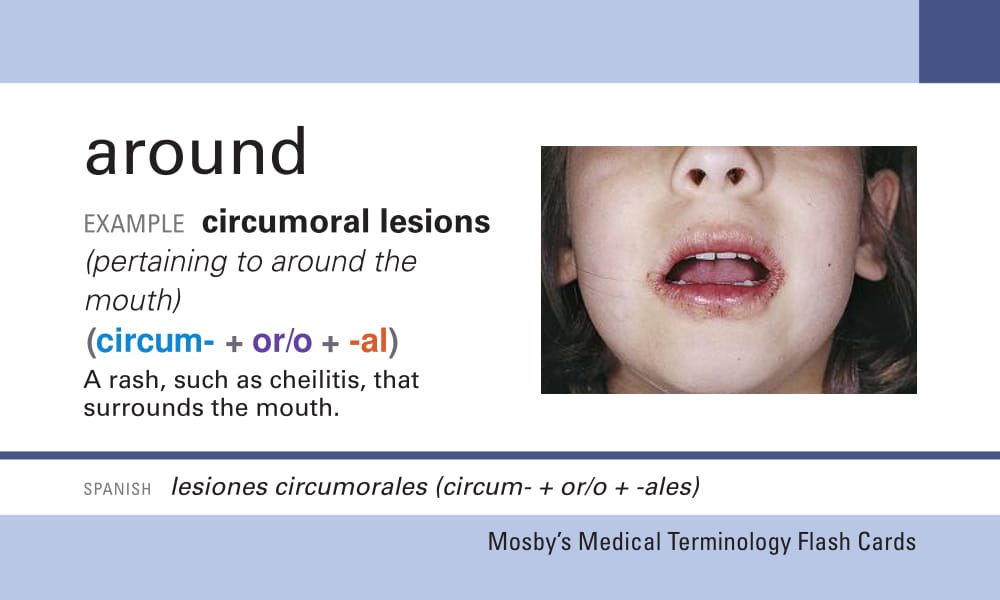 around
EXAMPLE circumoral lesions
(pertaining to around the
mouth)
(circum- + or/o + -al)
A rash, such as cheilitis, that
surrounds the mouth.
SPANISH lesiones circumorales (circum- + or/o + -ales)
Mosby's Medical Terminology Flash Cards